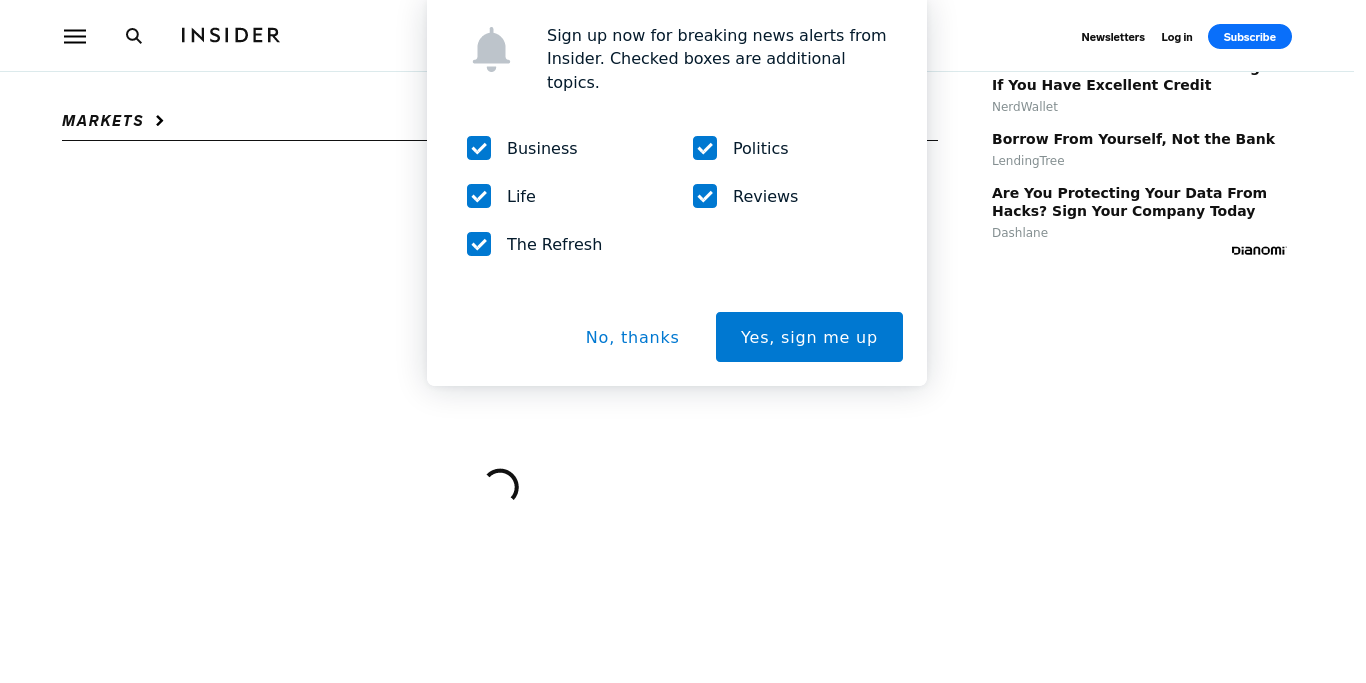 INSIDER
Newsletters
Log in
Subscribe
Sign up now for breaking news alerts from
Insider. Checked boxes are additional
topics.
Business
Politics
Life
Reviews
The Refresh
No, thanks
Yes, sign me up
MARKETS
If You Have Excellent Credit
NerdWallet
Borrow From Yourself, Not the Bank
LendingTree
Are You Protecting Your Data From
Hacks? Sign Your Company Today
Dashlane
DIANOMI